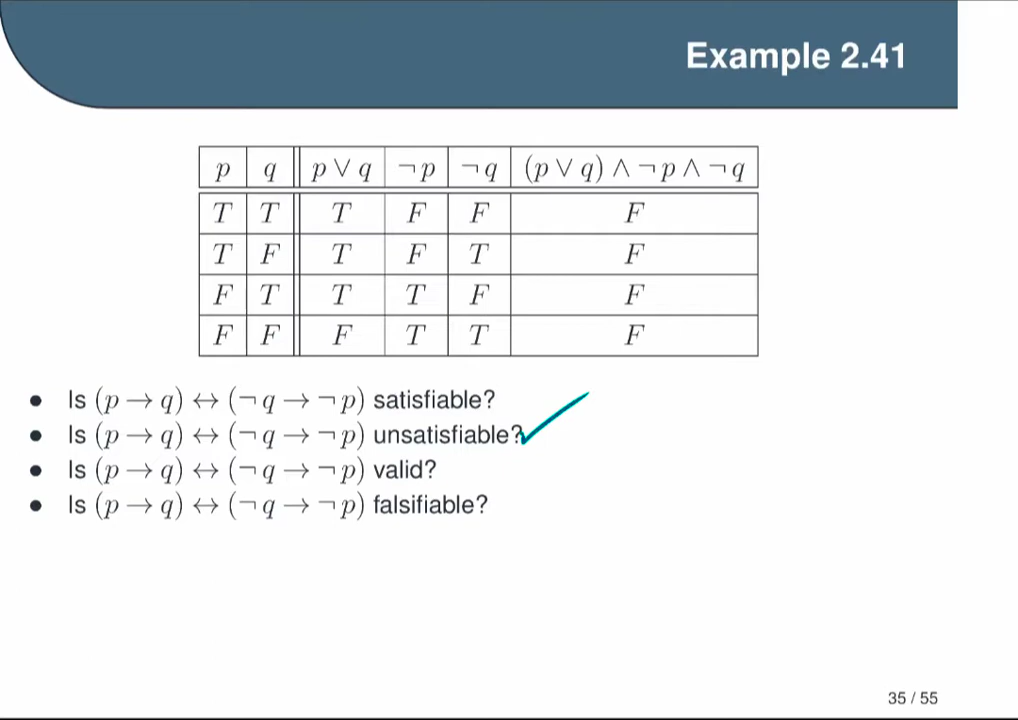 Example 2.41
p q p ∨ q ¬p ¬q (p ∨ q) ∧ ¬p ∧ ¬q
T T T F F F
T F T F T F
F T T T F F
F F F T T F
• Is (p → q) ↔ (¬q → ¬p) satisfiable?
• Is (p → q) ↔ (¬q → ¬p) unsatisfiable?
• Is (p → q) ↔ (¬q → ¬p) valid?
• Is (p → q) ↔ (¬q → ¬p) falsifiable?
35 / 55